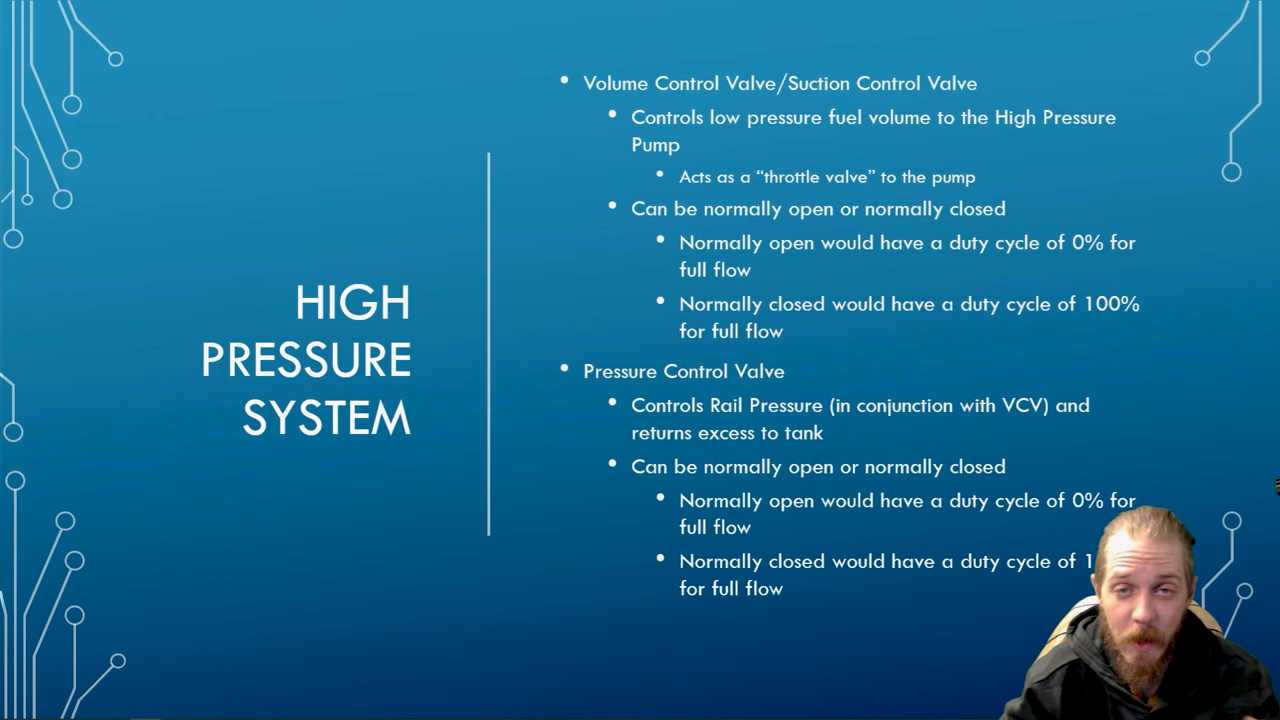 HIGH
PRESSURE
SYSTEM
• Volume Control Valve/Suction Control Valve
• Controls low pressure fuel volume to the High Pressure
Pump
• Acts as a “throttle valve” to the pump
• Can be normally open or normally closed
• Normally open would have a duty cycle of 0% for
full flow
• Normally closed would have a duty cycle of 100%
for full flow
• Pressure Control Valve
• Controls Rail Pressure (in conjunction with VCV) and
returns excess to tank
• Can be normally open or normally closed
• Normally open would have a duty cycle of 0% for
full flow
• Normally closed would have a duty cycle of
for full flow